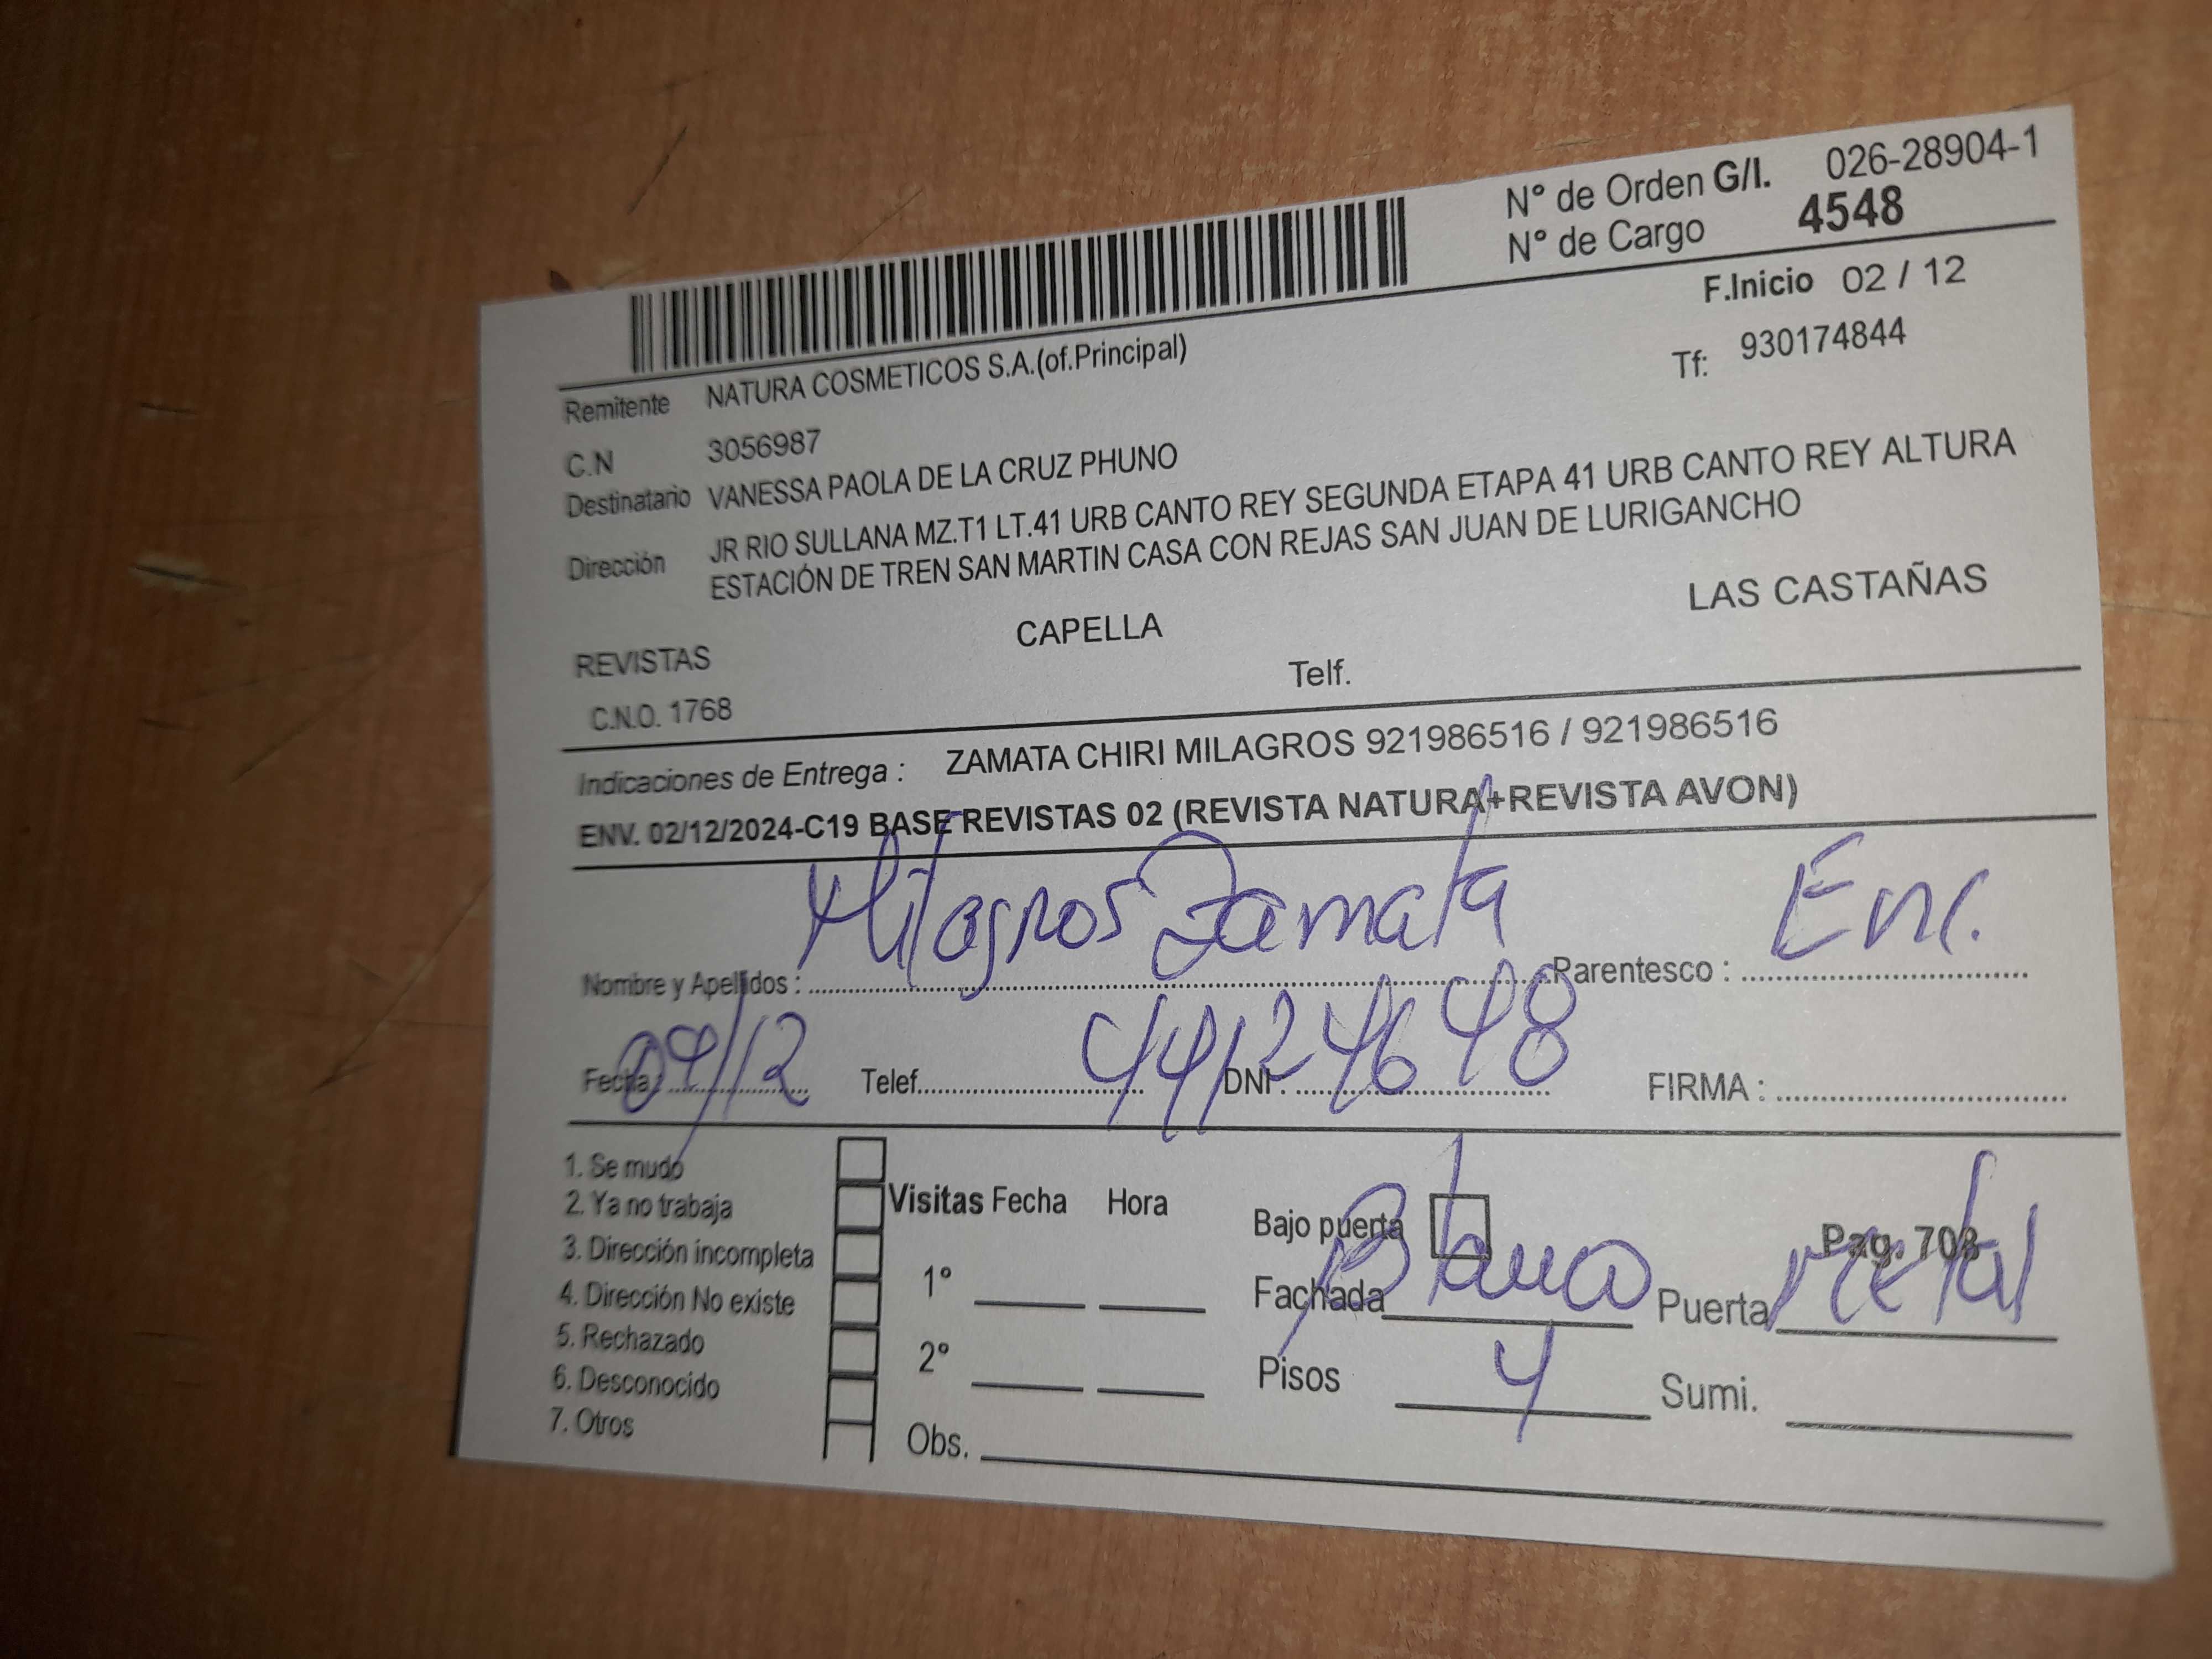 N° de Orden G/I. 026-28904-1
N° de Cargo 4548
F.Inicio 02 / 12
Remitente NATURA COSMETICOS S.A.(of.Principal)
Tf: 930174844
C.N 3056987
Destinatario VANESSA PAOLA DE LA CRUZ PHUNO
Dirección JR RIO SULLANA MZ.T1 LT.41 URB CANTO REY SEGUNDA ETAPA 41 URB CANTO REY ALTURA
ESTACIÓN DE TREN SAN MARTIN CASA CON REJAS SAN JUAN DE LURIGANCHO
REVISTAS CAPELLA LAS CASTAÑAS
C.N.O. 1768 Telf.
Indicaciones de Entrega : ZAMATA CHIRI MILAGROS 921986516 / 921986516
ENV. 02/12/2024-C19 BASE REVISTAS 02 (REVISTA NATURA+REVISTA AVON)
Nombre y Apellidos : Milagros Zamata Parentesco : Enc.
Fecha : 04/12 Telef. DNI : 44124648 FIRMA :
1. Se mudó
2. Ya no trabaja
3. Dirección incompleta
4. Dirección No existe
5. Rechazado
6. Desconocido
7. Otros
Visitas Fecha Hora
1°
2°
Obs.
Bajo puerta Pag. 703
Fachada Blanco Puerta metal
Pisos 4 Sumi.